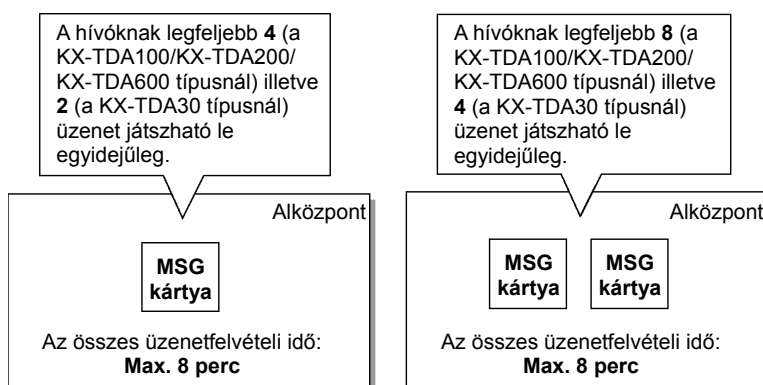 A hívóknak legfeljebb 4 (a
KX-TDA100/KX-TDA200/
KX-TDA600 típusnál) illetve
2 (a KX-TDA30 típusnál)
üzenet játszható le
egyidejűleg.
Alközpont
MSG
kártya
Az összes üzenetfelvételi idő:
Max. 8 perc
A hívóknak legfeljebb 8 (a
KX-TDA100/KX-TDA200/
KX-TDA600 típusnál) illetve
4 (a KX-TDA30 típusnál)
üzenet játszható le
egyidejűleg.
Alközpont
MSG
kártya
MSG
kártya
Az összes üzenetfelvételi idő:
Max. 8 perc